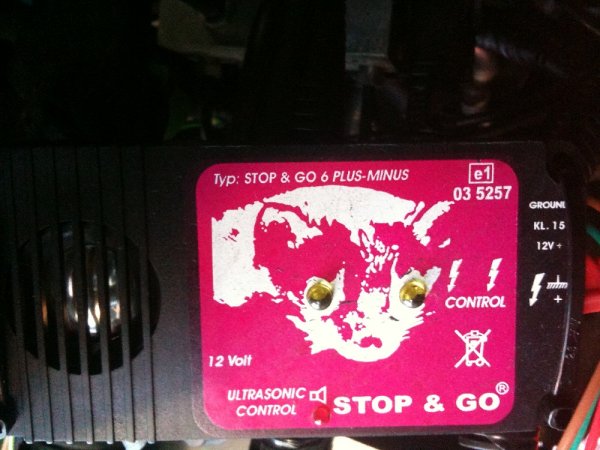 Typ: STOP & GO 6 PLUS-MINUS
e1
03 5257
GROUND
KL. 15
12V +
CONTROL
+
12 Volt
ULTRASONIC
CONTROL
STOP & GO®